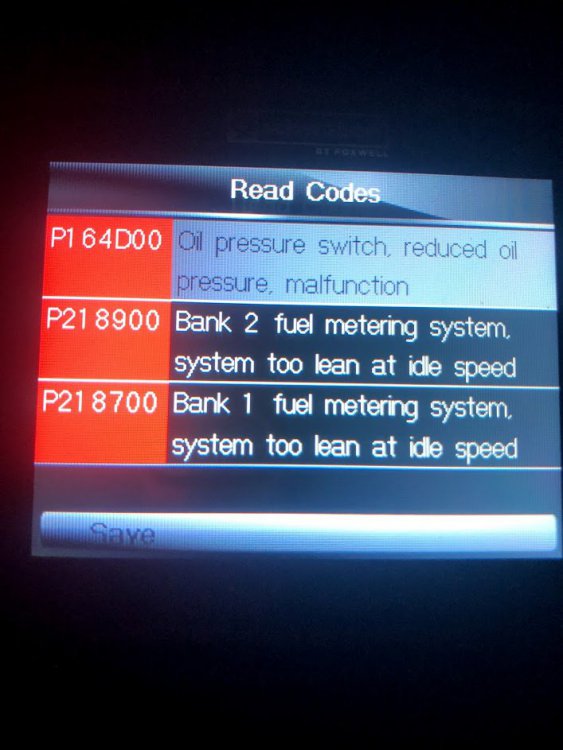 BY FOXWELL
Read Codes
P164D00 Oil pressure switch, reduced oil
pressure, malfunction
P218900 Bank 2 fuel metering system,
system too lean at idle speed
P218700 Bank 1 fuel metering system,
system too lean at idle speed
Save